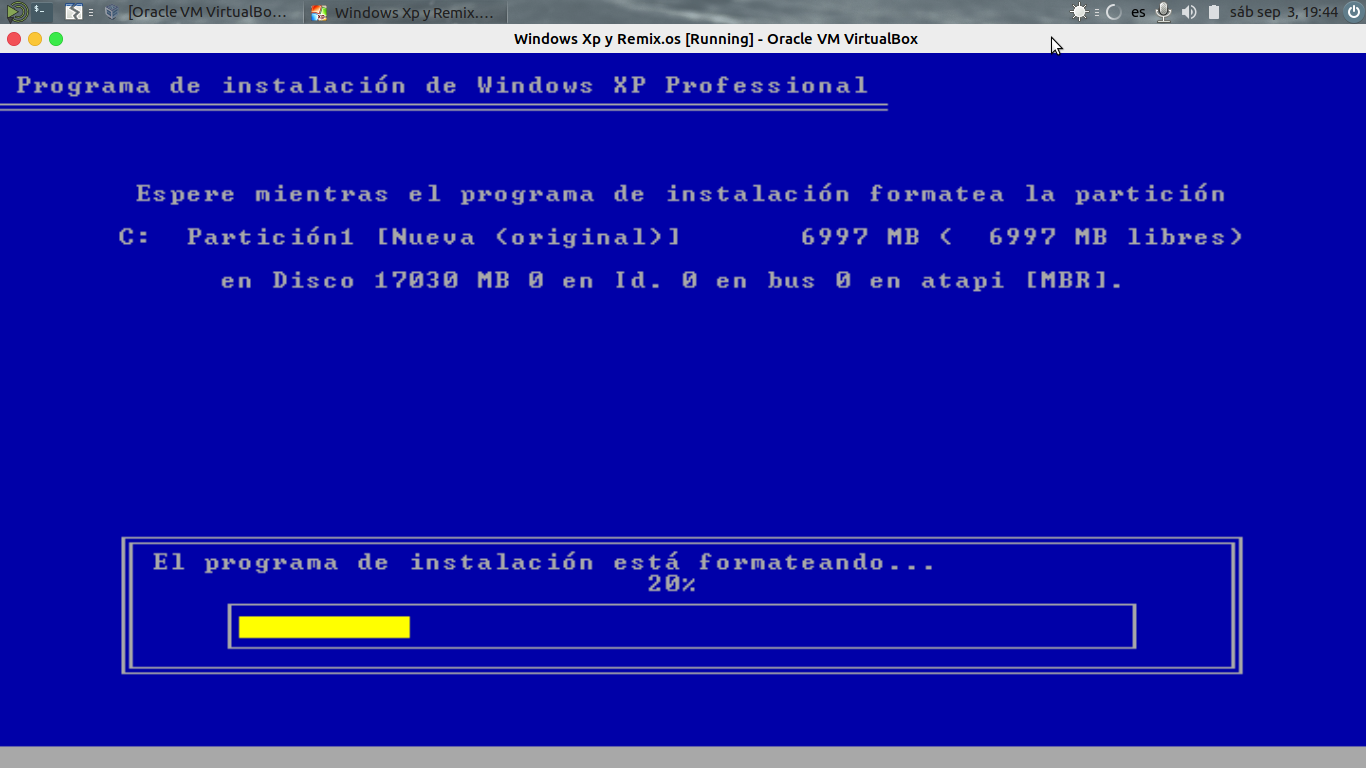 [Oracle VM VirtualBo... Windows Xp y Remix.... es sáb sep 3, 19:44
Windows Xp y Remix.os [Running] - Oracle VM VirtualBox
Programa de instalación de Windows XP Professional
Espere mientras el programa de instalación formatea la partición
C: Partición1 [Nueva (original)] 6997 MB ( 6997 MB libres)
en Disco 17030 MB 0 en Id. 0 en bus 0 en atapi [MBR].
El programa de instalación está formateando...
20%